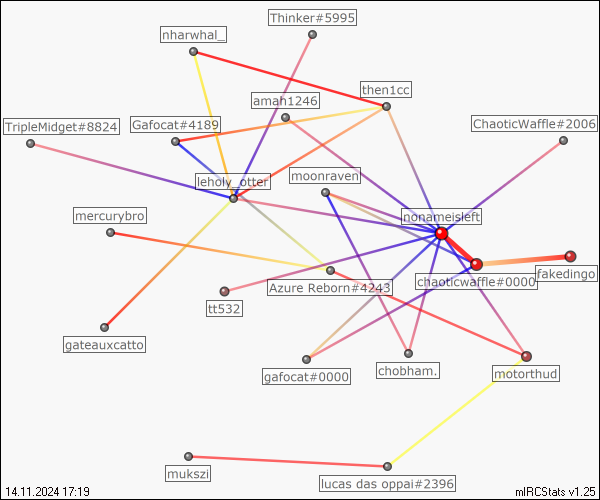 Thinker#5995
nharwhal_
then1cc
amah1246
TripleMidget#8824
Gafocat#4189
ChaoticWaffle#2006
leholy_otter
moonraven
mercurybro
nonameisleft
Azure Reborn#4243
chaoticwaffle#0000
fakedingo
tt532
gateauxcatto
gafocat#0000
chobham.
motorthud
mukszi
lucas das oppai#2396
14.11.2024 17:19
mIRCStats v1.25